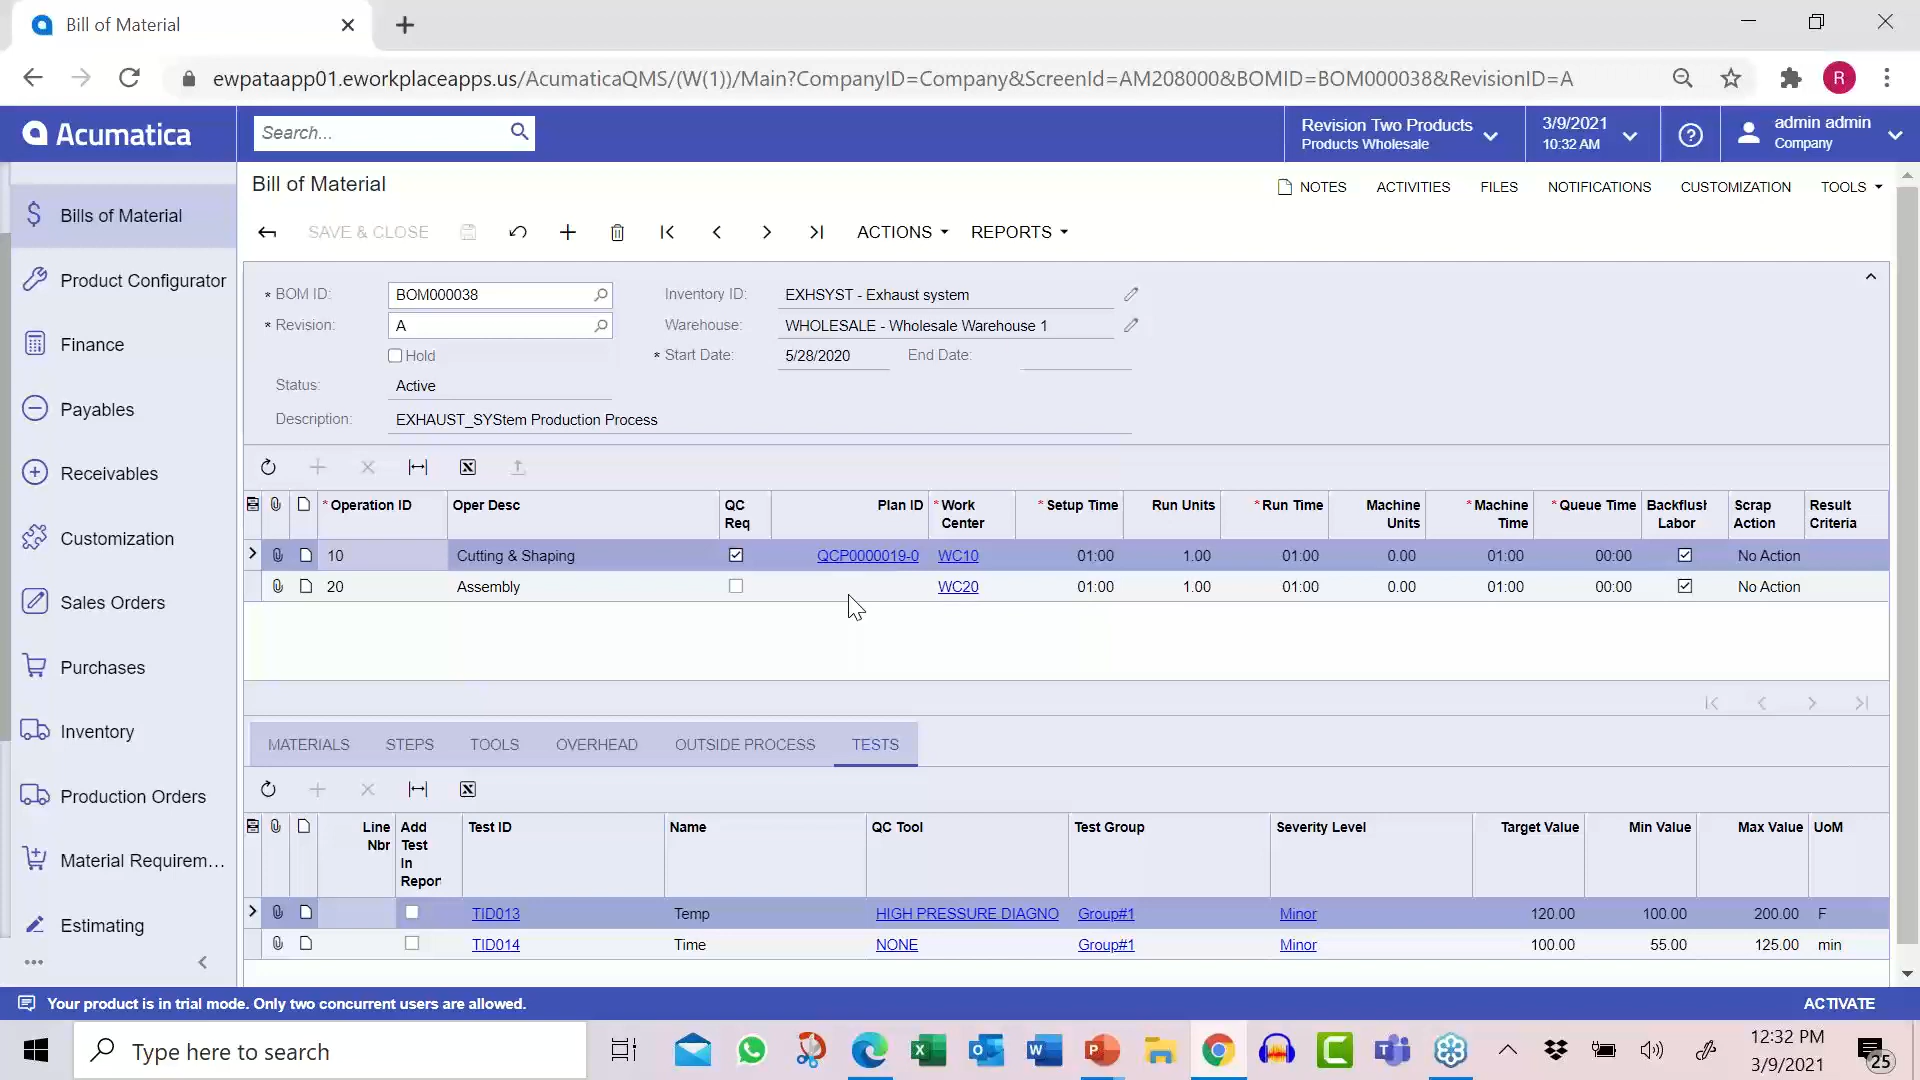 Bill of Material
ewpataapp01.eworkplaceapps.us/AcumaticaQMS/(W(1))/Main?CompanyID=Company&ScreenId=AM208000&BOMID=BOM000038&RevisionID=A
R
Acumatica
Search...
Revision Two Products
Products Wholesale
3/9/2021
10:32 AM
admin admin
Company
Bills of Material
Product Configurator
Finance
Payables
Receivables
Customization
Sales Orders
Purchases
Inventory
Production Orders
Material Requirem...
Estimating
Bill of Material
NOTES ACTIVITIES FILES NOTIFICATIONS CUSTOMIZATION TOOLS
SAVE & CLOSE ACTIONS REPORTS
* BOM ID: BOM000038 Inventory ID: EXHSYST - Exhaust system
* Revision: A Warehouse: WHOLESALE - Wholesale Warehouse 1
Hold * Start Date: 5/28/2020 End Date:
Status: Active
Description: EXHAUST_SYStem Production Process
* Operation ID Oper Desc QC Req Plan ID * Work Center * Setup Time Run Units * Run Time Machine Units * Machine Time * Queue Time Backflush Labor Scrap Action Result Criteria
10 Cutting & Shaping QCP0000019-0 WC10 01:00 1.00 01:00 0.00 01:00 00:00 No Action
20 Assembly WC20 01:00 1.00 01:00 0.00 01:00 00:00 No Action
MATERIALS STEPS TOOLS OVERHEAD OUTSIDE PROCESS TESTS
Line Nbr Add Test In Repor Test ID Name QC Tool Test Group Severity Level Target Value Min Value Max Value UoM
TID013 Temp HIGH PRESSURE DIAGNO Group#1 Minor 120.00 100.00 200.00 F
TID014 Time NONE Group#1 Minor 100.00 55.00 125.00 min
Your product is in trial mode. Only two concurrent users are allowed.
ACTIVATE
Type here to search
12:32 PM
3/9/2021
25